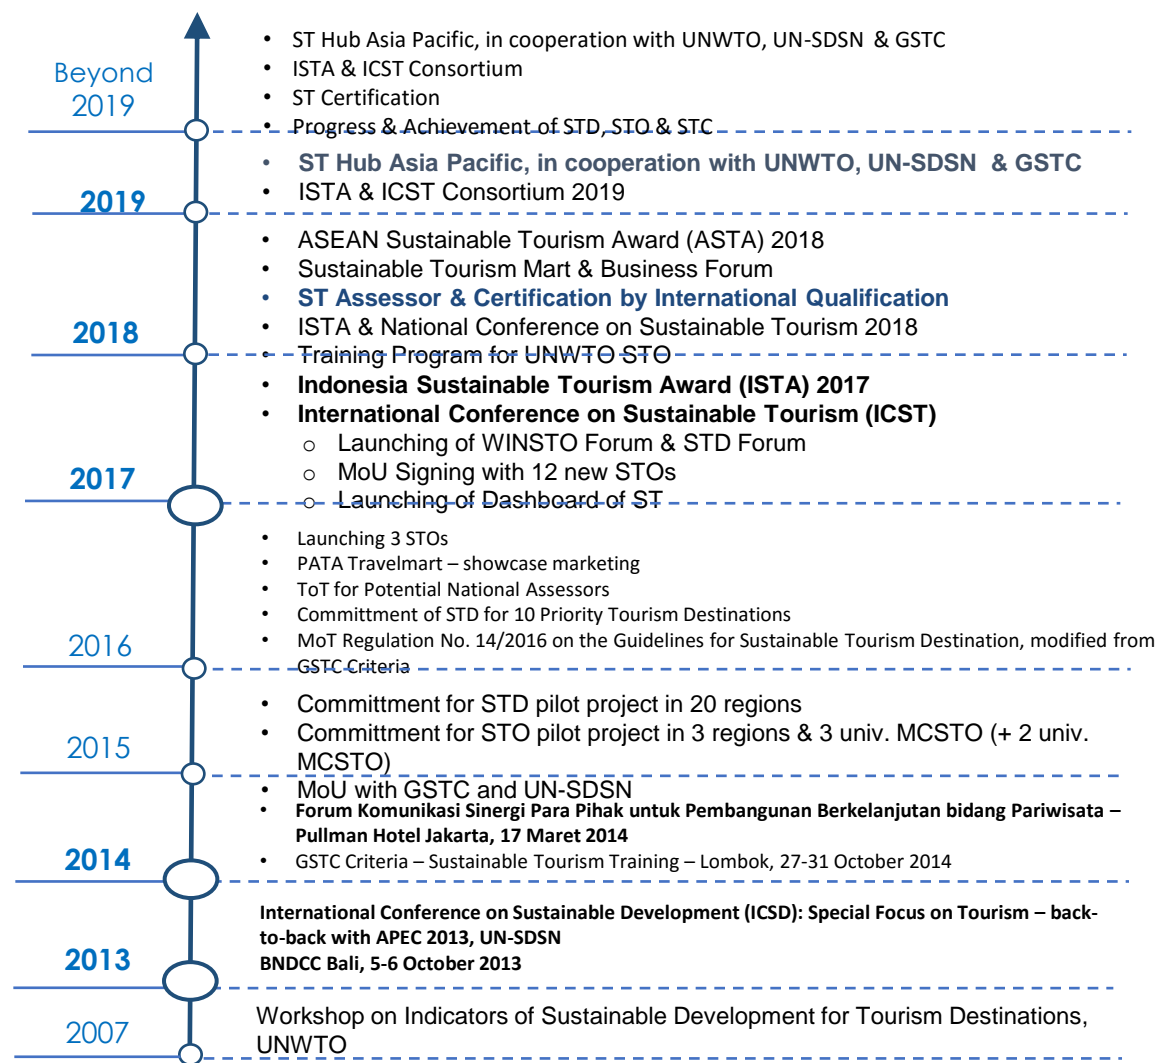 Beyond
2019
• ST Hub Asia Pacific, in cooperation with UNWTO, UN-SDSN & GSTC
• ISTA & ICST Consortium
• ST Certification
• Progress & Achievement of STD, STO & STC
2019
• ST Hub Asia Pacific, in cooperation with UNWTO, UN-SDSN & GSTC
• ISTA & ICST Consortium 2019
2018
• ASEAN Sustainable Tourism Award (ASTA) 2018
• Sustainable Tourism Mart & Business Forum
• ST Assessor & Certification by International Qualification
• ISTA & National Conference on Sustainable Tourism 2018
• Training Program for UNWTO STO
2017
• Indonesia Sustainable Tourism Award (ISTA) 2017
• International Conference on Sustainable Tourism (ICST)
o Launching of WINSTO Forum & STD Forum
o MoU Signing with 12 new STOs
o Launching of Dashboard of ST
2016
• Launching 3 STOs
• PATA Travelmart – showcase marketing
• ToT for Potential National Assessors
• Committment of STD for 10 Priority Tourism Destinations
• MoT Regulation No. 14/2016 on the Guidelines for Sustainable Tourism Destination, modified from
GSTC Criteria
2015
• Committment for STD pilot project in 20 regions
• Committment for STO pilot project in 3 regions & 3 univ. MCSTO (+ 2 univ.
MCSTO)
• MoU with GSTC and UN-SDSN
2014
• Forum Komunikasi Sinergi Para Pihak untuk Pembangunan Berkelanjutan bidang Pariwisata –
Pullman Hotel Jakarta, 17 Maret 2014
• GSTC Criteria – Sustainable Tourism Training – Lombok, 27-31 October 2014
2013
International Conference on Sustainable Development (ICSD): Special Focus on Tourism – back-
to-back with APEC 2013, UN-SDSN
BNDCC Bali, 5-6 October 2013
2007
Workshop on Indicators of Sustainable Development for Tourism Destinations,
UNWTO